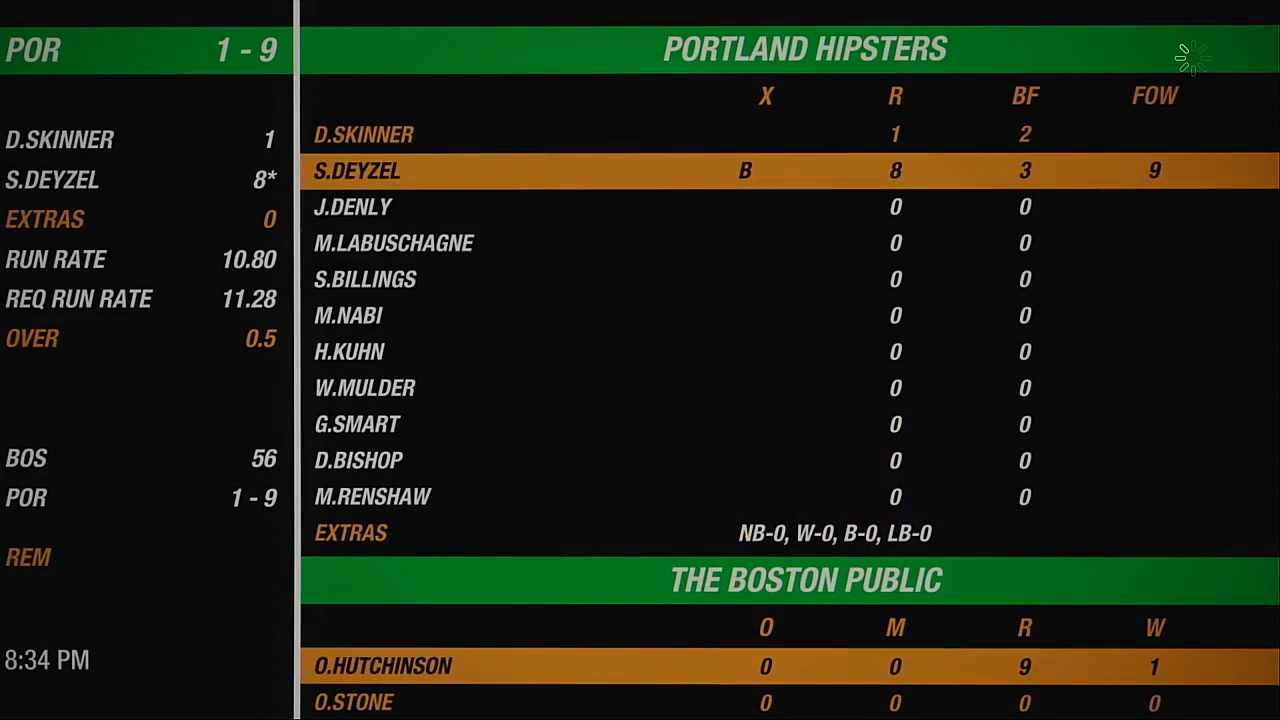 POR 1 - 9
D.SKINNER 1
S.DEYZEL 8*
EXTRAS 0
RUN RATE 10.80
REQ RUN RATE 11.28
OVER 0.5
BOS 56
POR 1 - 9
REM
8:34 PM
PORTLAND HIPSTERS
X R BF FOW
D.SKINNER 1 2
S.DEYZEL B 8 3 9
J.DENLY 0 0
M.LABUSCHAGNE 0 0
S.BILLINGS 0 0
M.NABI 0 0
H.KUHN 0 0
W.MULDER 0 0
G.SMART 0 0
D.BISHOP 0 0
M.RENSHAW 0 0
EXTRAS NB-0, W-0, B-0, LB-0
THE BOSTON PUBLIC
O M R W
O.HUTCHINSON 0 0 9 1
O.STONE 0 0 0 0